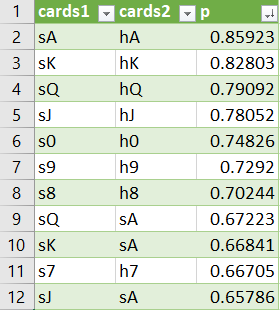 1 cards1 cards2 p
2 sA hA 0.85923
3 sK hK 0.82803
4 sQ hQ 0.79092
5 sJ hJ 0.78052
6 s0 h0 0.74826
7 s9 h9 0.7292
8 s8 h8 0.70244
9 sQ sA 0.67223
10 sK sA 0.66841
11 s7 h7 0.66705
12 sJ sA 0.65786